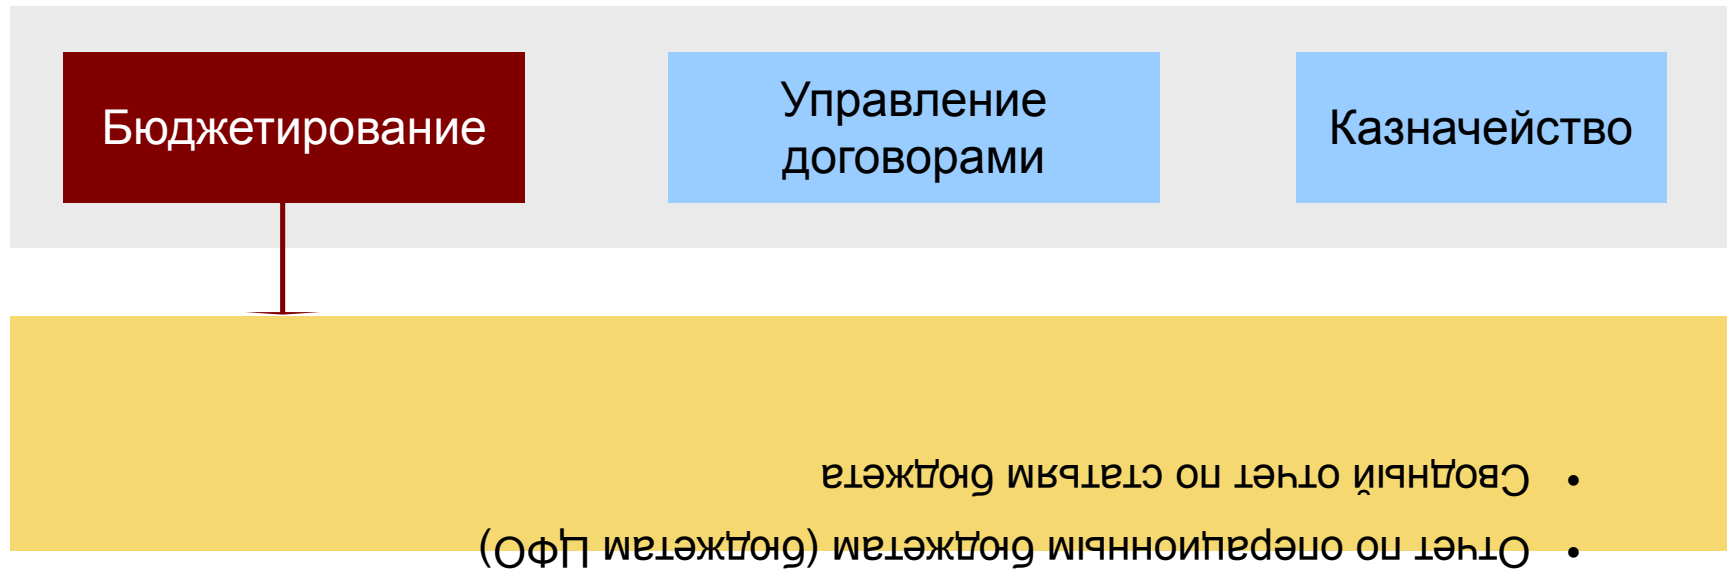 Бюджетирование
Управление
договорами
Казначейство
• Отчет по операционным бюджетам (бюджетам ЦФО)
• Сводный отчет по статьям бюджета